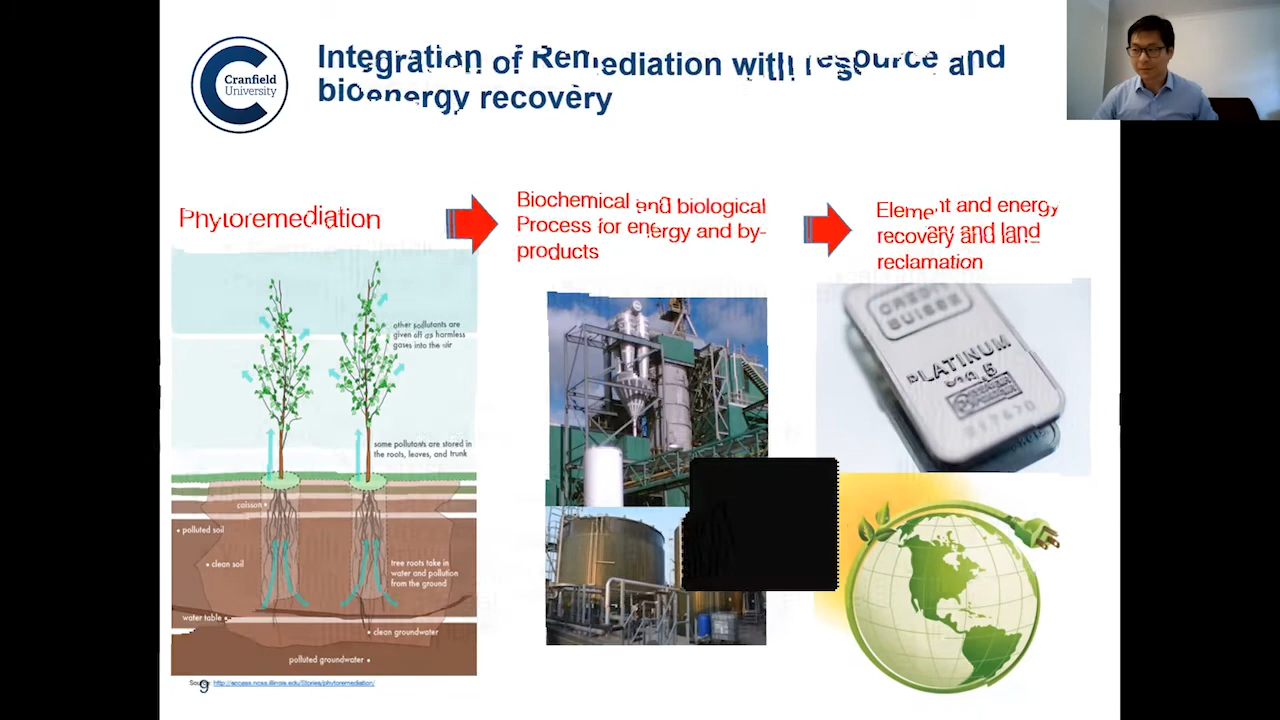 Cranfield
University
Integration of Remediation with resource and
bioenergy recovery
Phytoremediation
Biochemical and biological
Process for energy and by-
products
Element and energy
recovery and land
reclamation
other pollutants are
given off as harmless
gases into the air
some pollutants are stored in
the roots, leaves, and trunk
caisson
polluted soil
clean soil
tree roots take in
water and pollution
from the ground
water table
clean groundwater
polluted groundwater
CREDIT
SUISSE
PLATINUM
http://access.ncsa.illinois.edu/Stories/phytoremediation/
9